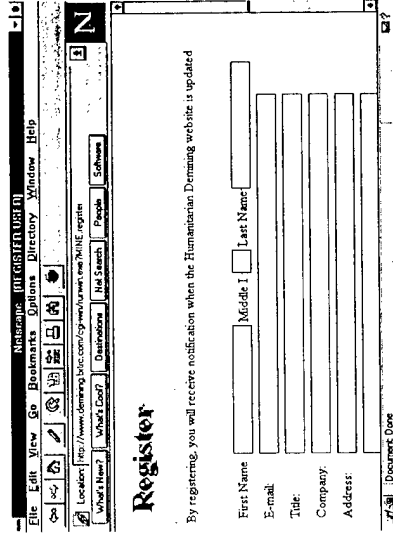 Netscape - [REGISTER USER]
File Edit View Go Bookmarks Options Directory Window Help
Location: http://www.demining.brtrc.com/cgi-win/runwin.exe?MINE.register
What's New? What's Cool? Destinations Net Search People Software
N
Register
By registering, you will receive notification when the Humanitarian Demining website is updated
First Name Middle I Last Name
E-mail:
Title:
Company:
Address:
Document: Done